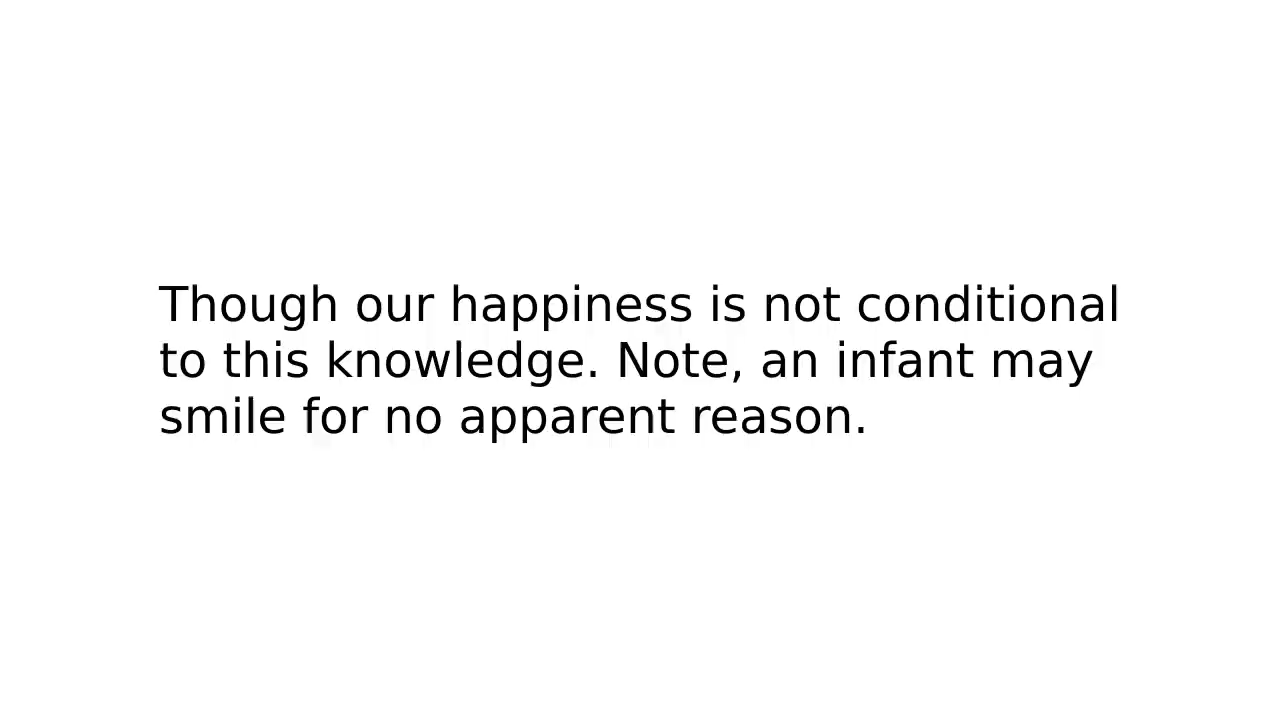 Though our happiness is not conditional
to this knowledge. Note, an infant may
smile for no apparent reason.